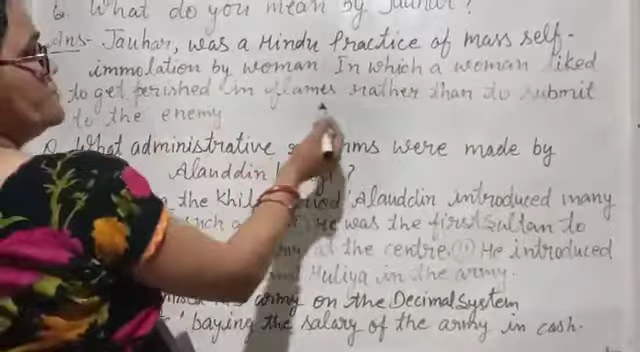 6. What do you mean by Jauhar?
Ans- Jauhar, was a Hindu Practice of mass self-
immolation by woman In which a woman liked
to get perished in flames rather than to submit
to the enemy
Q. What administrative were made by
Alauddin ?
the Alauddin introduced many
He was the first Sultan to
at the centre. He introduced
Huliya in the army.
army on the Decimal System
paying the salary of the army in cash.